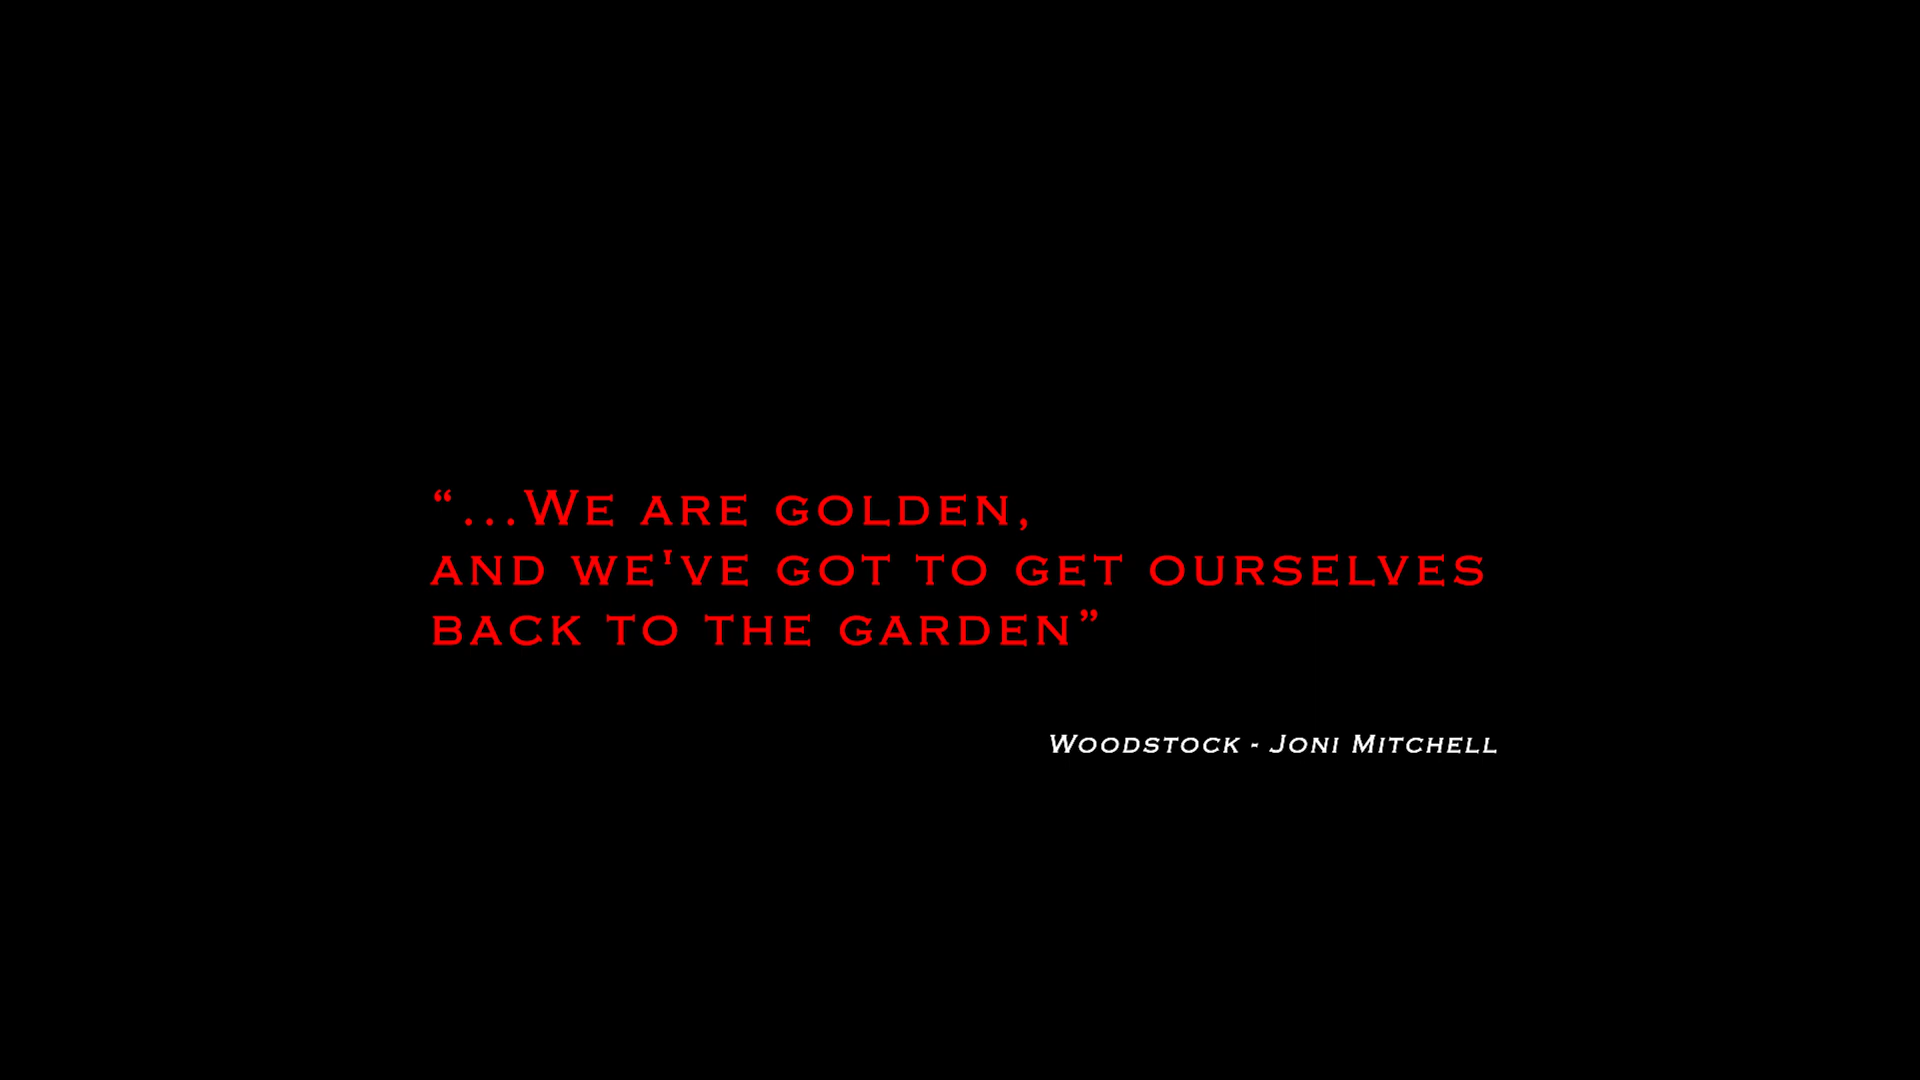 “...We are golden,
and we've got to get ourselves
back to the garden”
Woodstock - Joni Mitchell